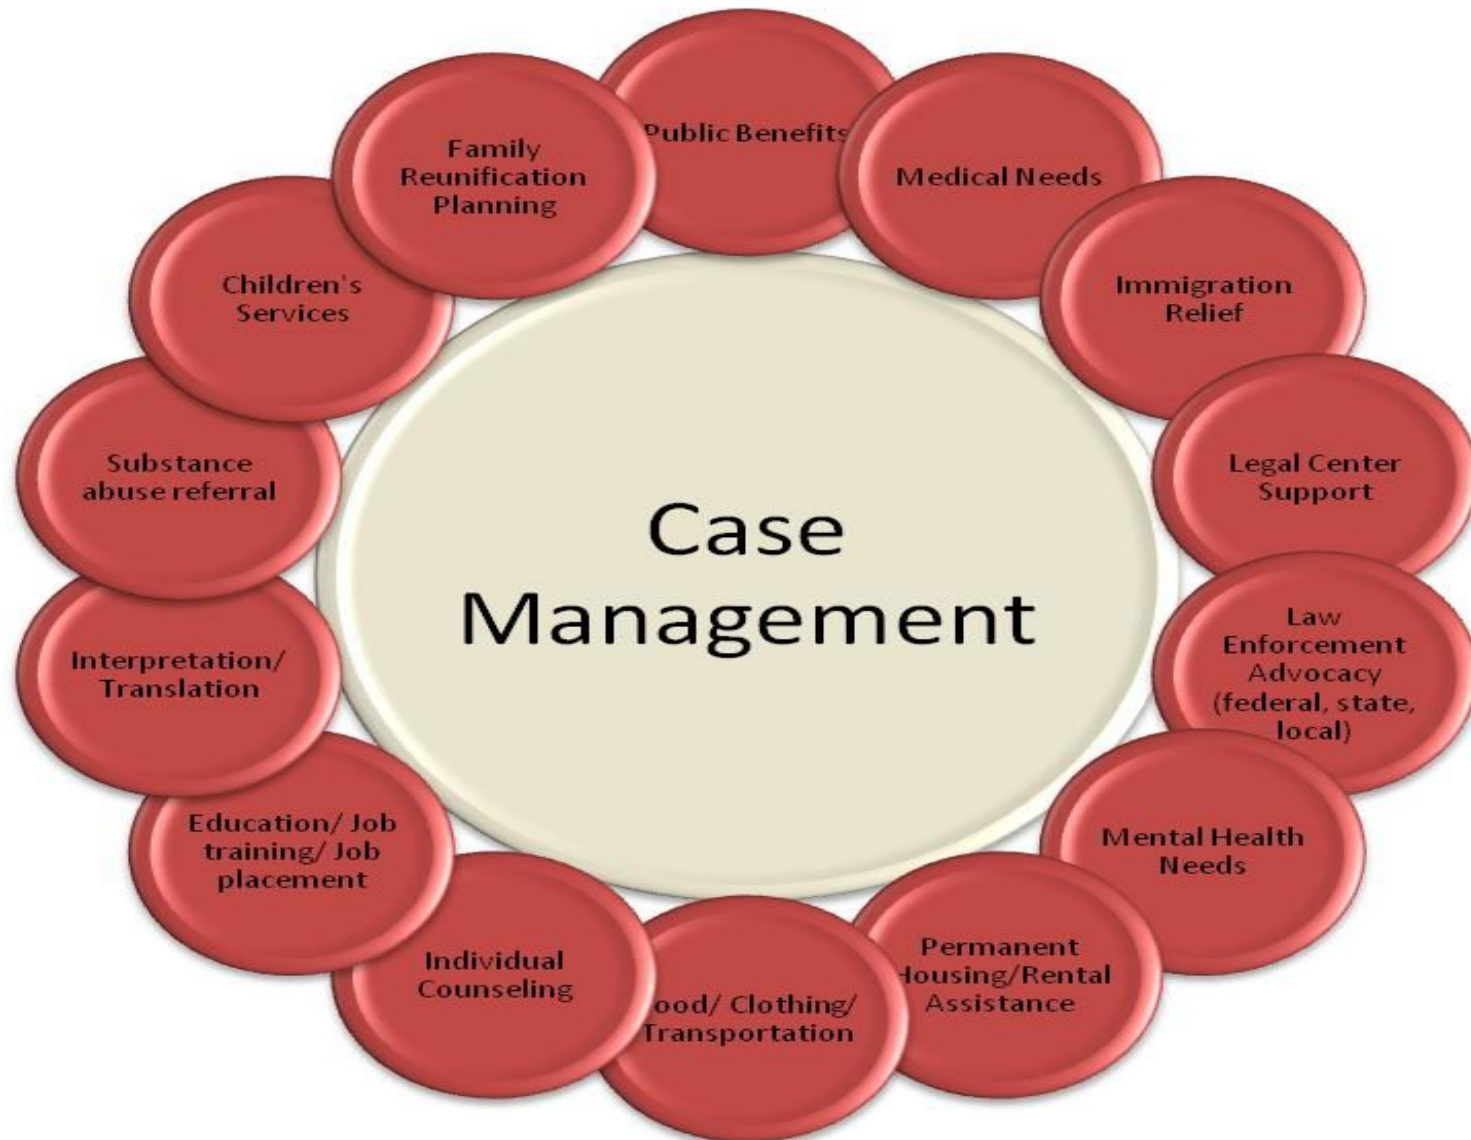 Public Benefits
Medical Needs
Immigration
Relief
Legal Center
Support
Law
Enforcement
Advocacy
(federal, state,
local)
Mental Health
Needs
Permanent
Housing/Rental
Assistance
Food/ Clothing/
Transportation
Individual
Counseling
Education/ Job
training/ Job
placement
Interpretation/
Translation
Substance
abuse referral
Children's
Services
Family
Reunification
Planning
Case
Management